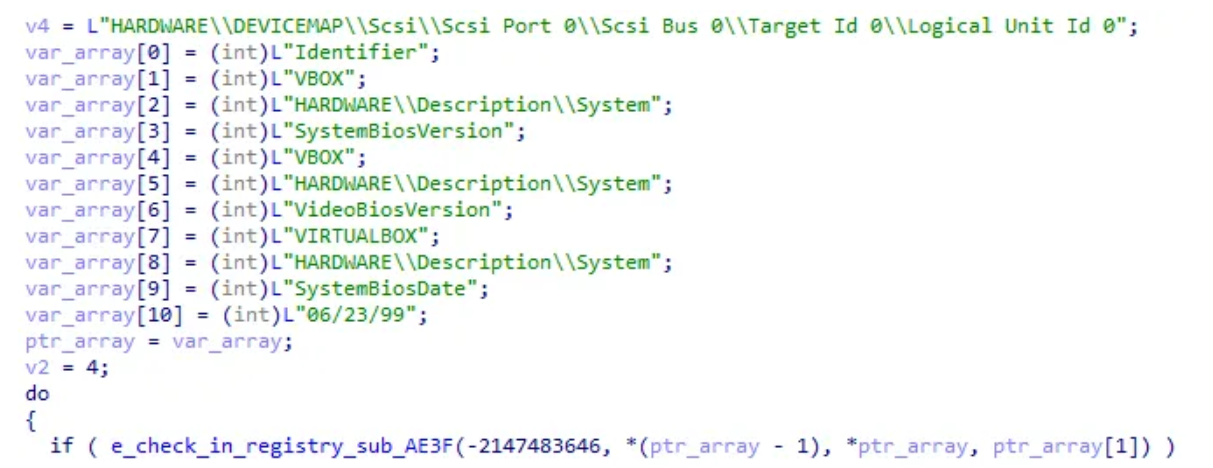 v4 = L"HARDWARE\\DEVICEMAP\\Scsi\\Scsi Port 0\\Scsi Bus 0\\Target Id 0\\Logical Unit Id 0";
var_array[0] = (int)L"Identifier";
var_array[1] = (int)L"VBOX";
var_array[2] = (int)L"HARDWARE\\Description\\System";
var_array[3] = (int)L"SystemBiosVersion";
var_array[4] = (int)L"VBOX";
var_array[5] = (int)L"HARDWARE\\Description\\System";
var_array[6] = (int)L"VideoBiosVersion";
var_array[7] = (int)L"VIRTUALBOX";
var_array[8] = (int)L"HARDWARE\\Description\\System";
var_array[9] = (int)L"SystemBiosDate";
var_array[10] = (int)L"06/23/99";
ptr_array = var_array;
v2 = 4;
do
{
  if ( e_check_in_registry_sub_AE3F(-2147483646, *(ptr_array - 1), *ptr_array, ptr_array[1]) )